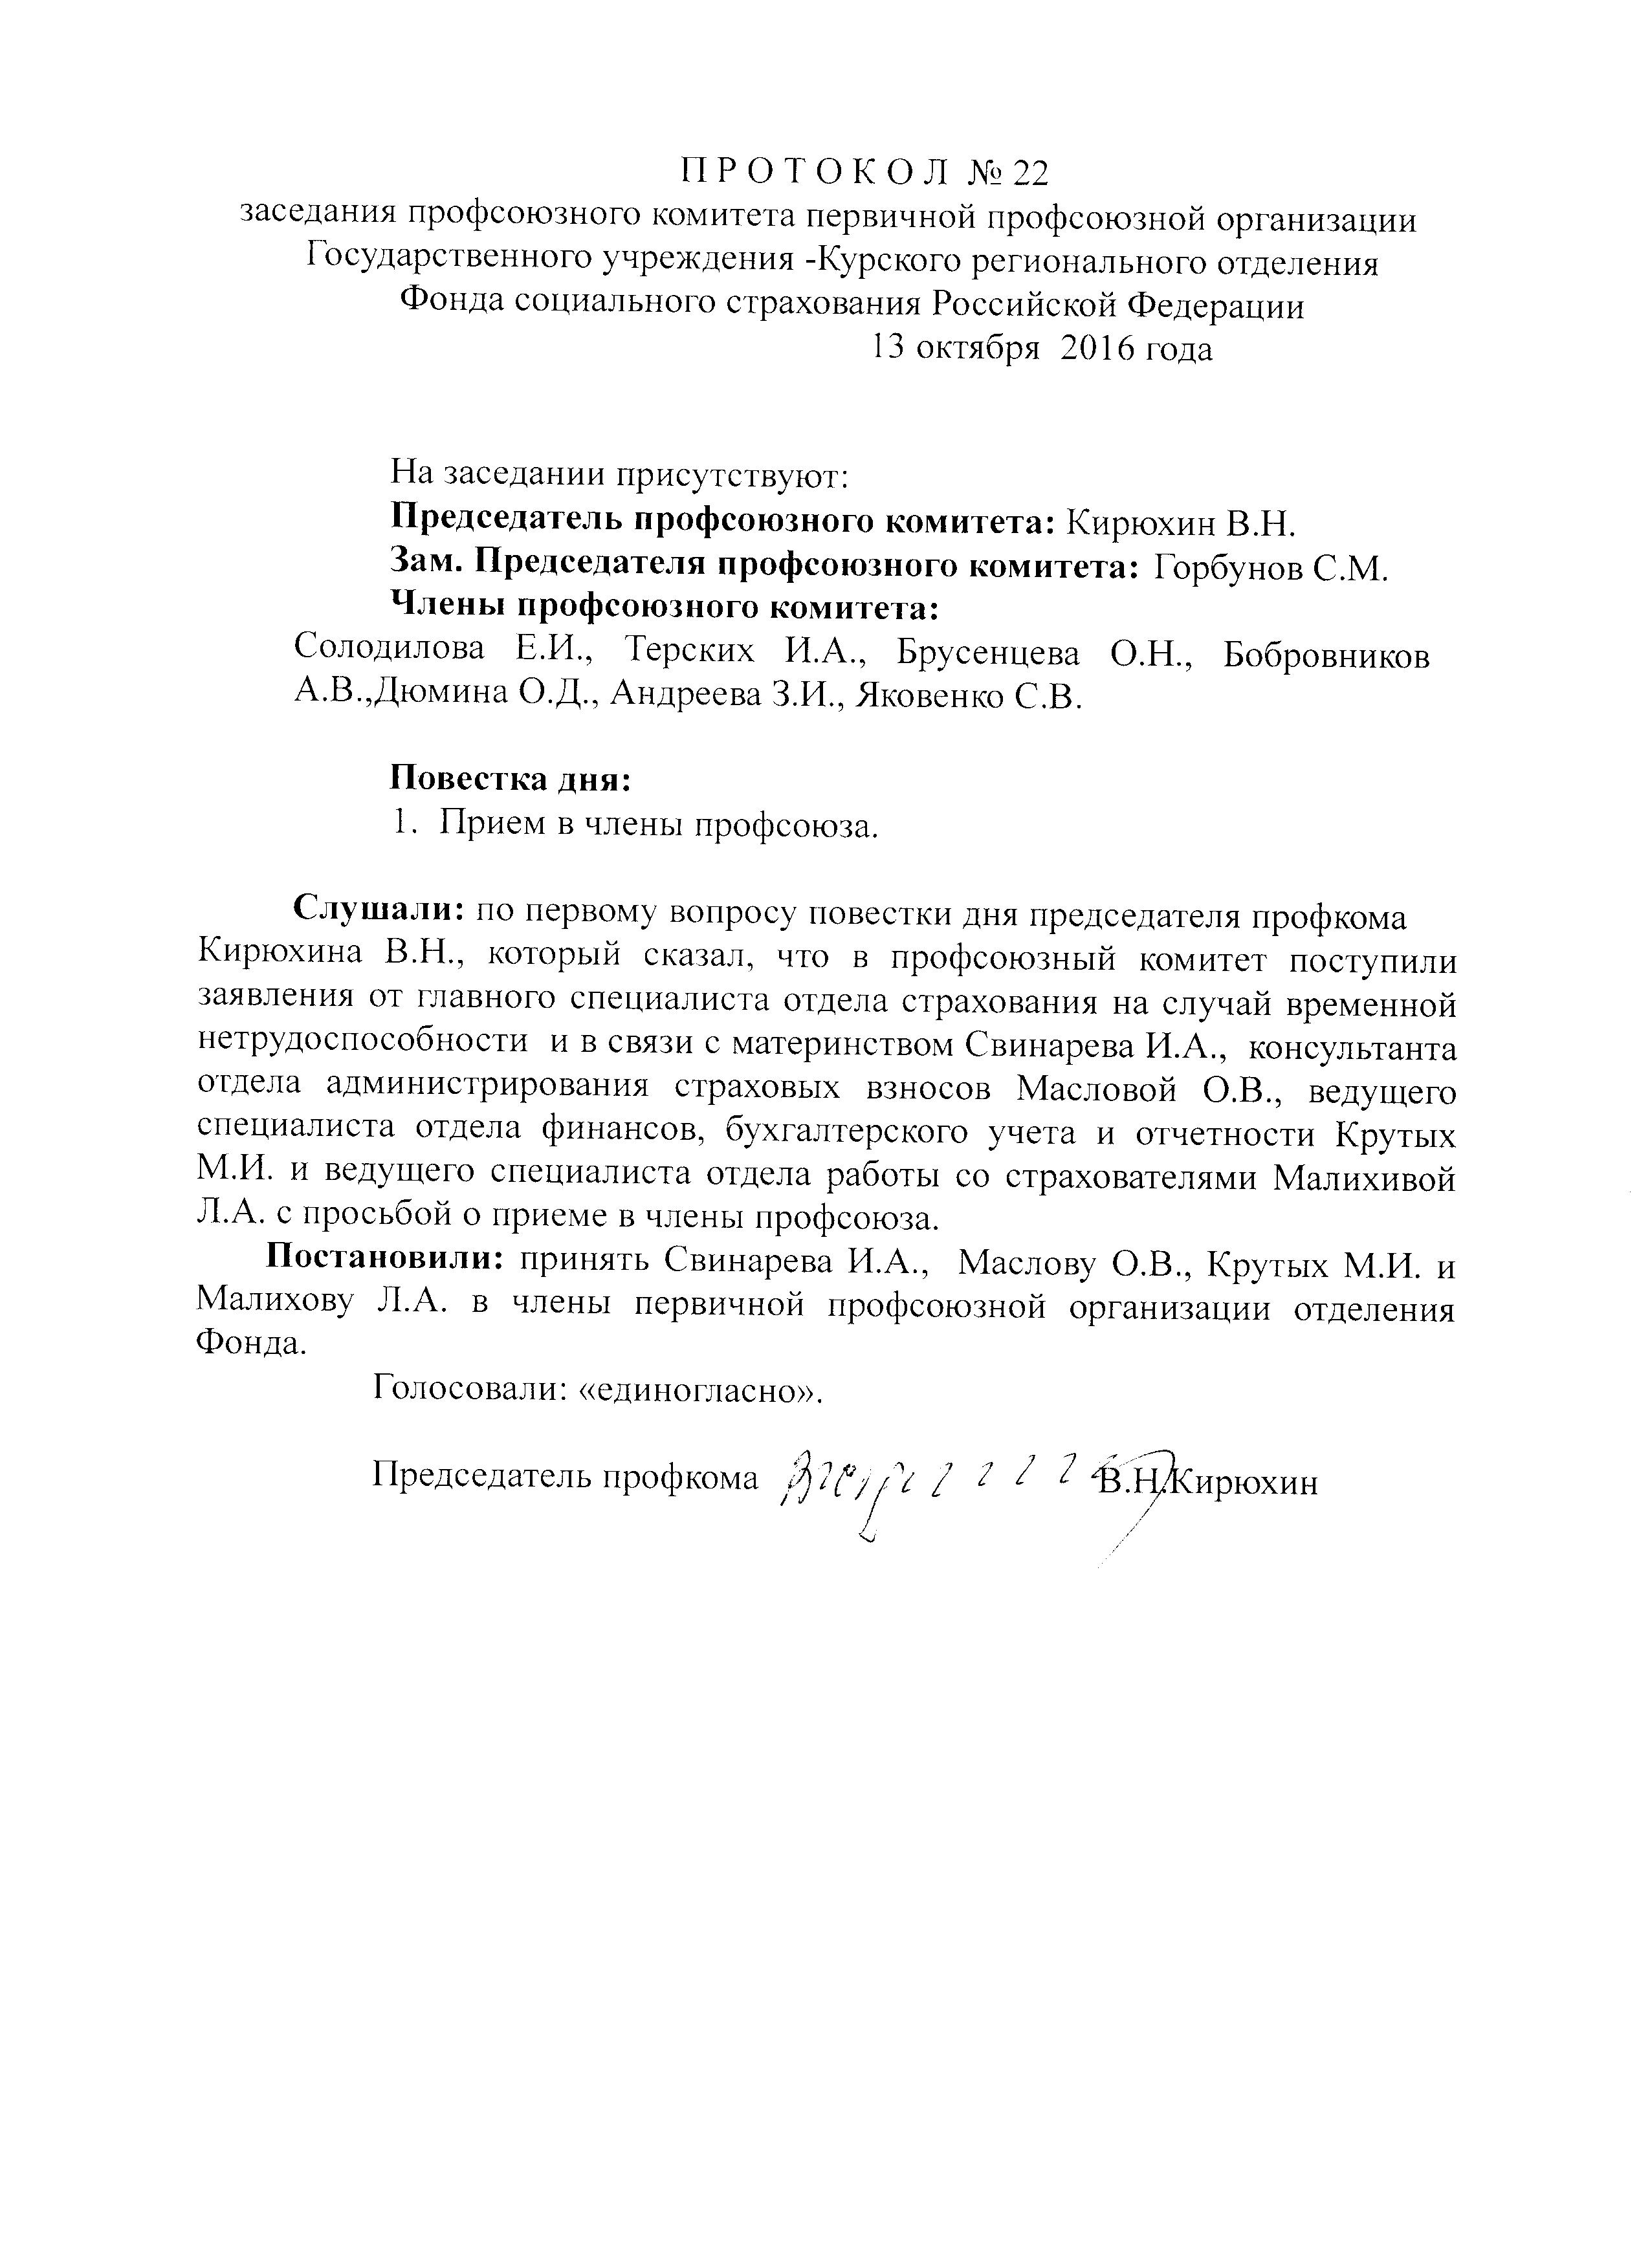 П Р О Т О К О Л № 22
заседания профсоюзного комитета первичной профсоюзной организации
Государственного учреждения -Курского регионального отделения
Фонда социального страхования Российской Федерации
13 октября 2016 года
На заседании присутствуют:
Председатель профсоюзного комитета: Кирюхин В.Н.
Зам. Председателя профсоюзного комитета: Горбунов С.М.
Члены профсоюзного комитета:
Солодилова Е.И., Терских И.А., Брусенцева О.Н., Бобровников
А.В.,Дюмина О.Д., Андреева З.И., Яковенко С.В.
Повестка дня:
1. Прием в члены профсоюза.
Слушали: по первому вопросу повестки дня председателя профкома
Кирюхина В.Н., который сказал, что в профсоюзный комитет поступили
заявления от главного специалиста отдела страхования на случай временной
нетрудоспособности и в связи с материнством Свинарева И.А., консультанта
отдела администрирования страховых взносов Масловой О.В., ведущего
специалиста отдела финансов, бухгалтерского учета и отчетности Крутых
М.И. и ведущего специалиста отдела работы со страхователями Малихивой
Л.А. с просьбой о приеме в члены профсоюза.
Постановили: принять Свинарева И.А., Маслову О.В., Крутых М.И. и
Малихову Л.А. в члены первичной профсоюзной организации отделения
Фонда.
Голосовали: «единогласно».
Председатель профкома В.Н.Кирюхин